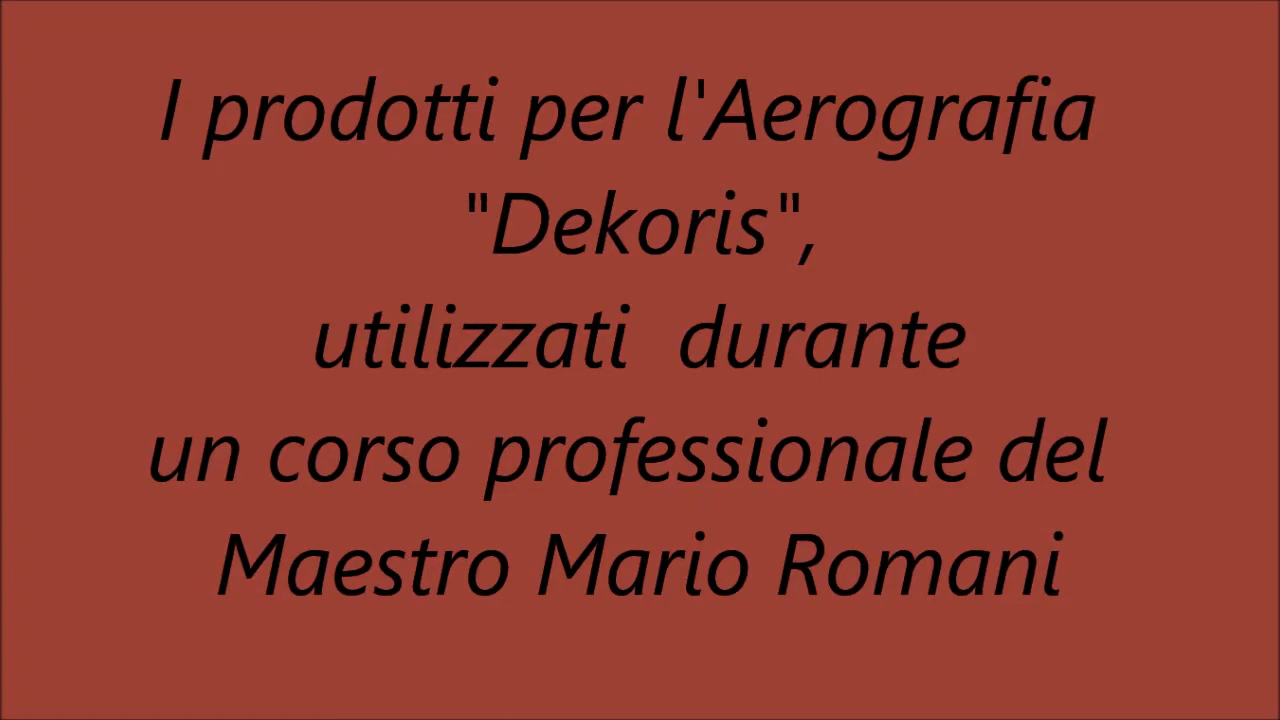 I prodotti per l'Aerografia
"Dekoris",
utilizzati  durante
un corso professionale del
Maestro Mario Romani